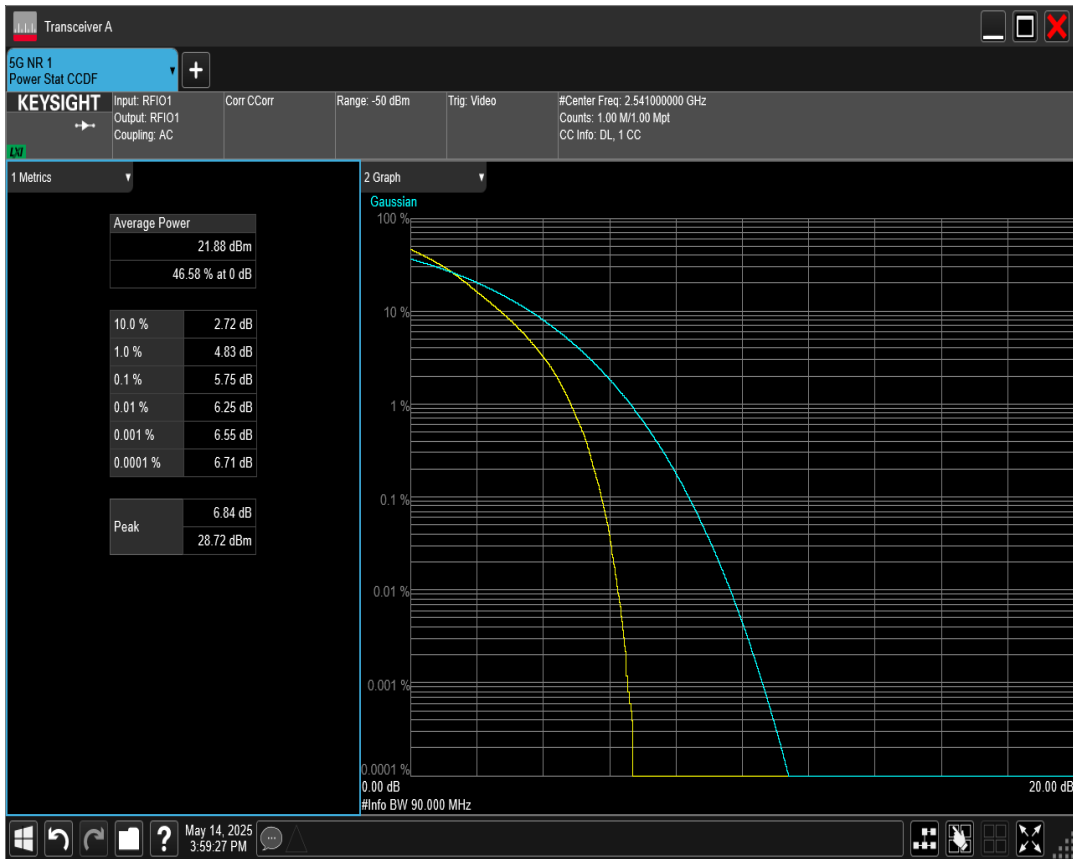 Transceiver A
5G NR 1
Power Stat CCDF
KEYSIGHT
LXI
Input: RFIO1
Output: RFIO1
Coupling: AC
Corr CCorr
Range: -50 dBm
Trig: Video
#Center Freq: 2.541000000 GHz
Counts: 1.00 M/1.00 Mpt
CC Info: DL, 1 CC
1 Metrics
Average Power
21.88 dBm
46.58 % at 0 dB
10.0 % 2.72 dB
1.0 % 4.83 dB
0.1 % 5.75 dB
0.01 % 6.25 dB
0.001 % 6.55 dB
0.0001 % 6.71 dB
Peak 6.84 dB
28.72 dBm
2 Graph
Gaussian
100 %
10 %
1 %
0.1 %
0.01 %
0.001 %
0.0001 %
0.00 dB 20.00 dB
#Info BW 90.000 MHz
?
May 14, 2025
3:59:27 PM